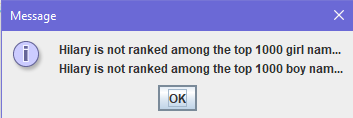 Message
Hilary is not ranked among the top 1000 girl nam...
Hilary is not ranked among the top 1000 boy nam...
OK